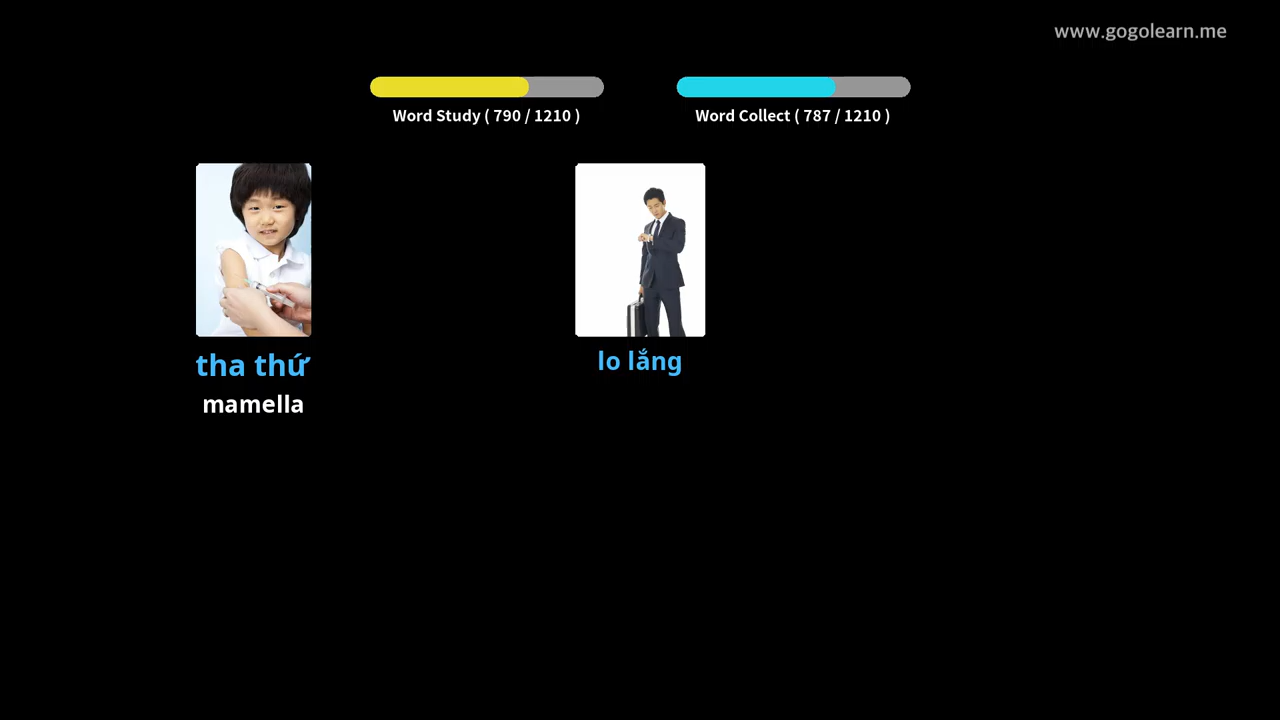 www.gogolearn.me
Word Study ( 790 / 1210 )
Word Collect ( 787 / 1210 )
tha thứ
mamella
lo lắng